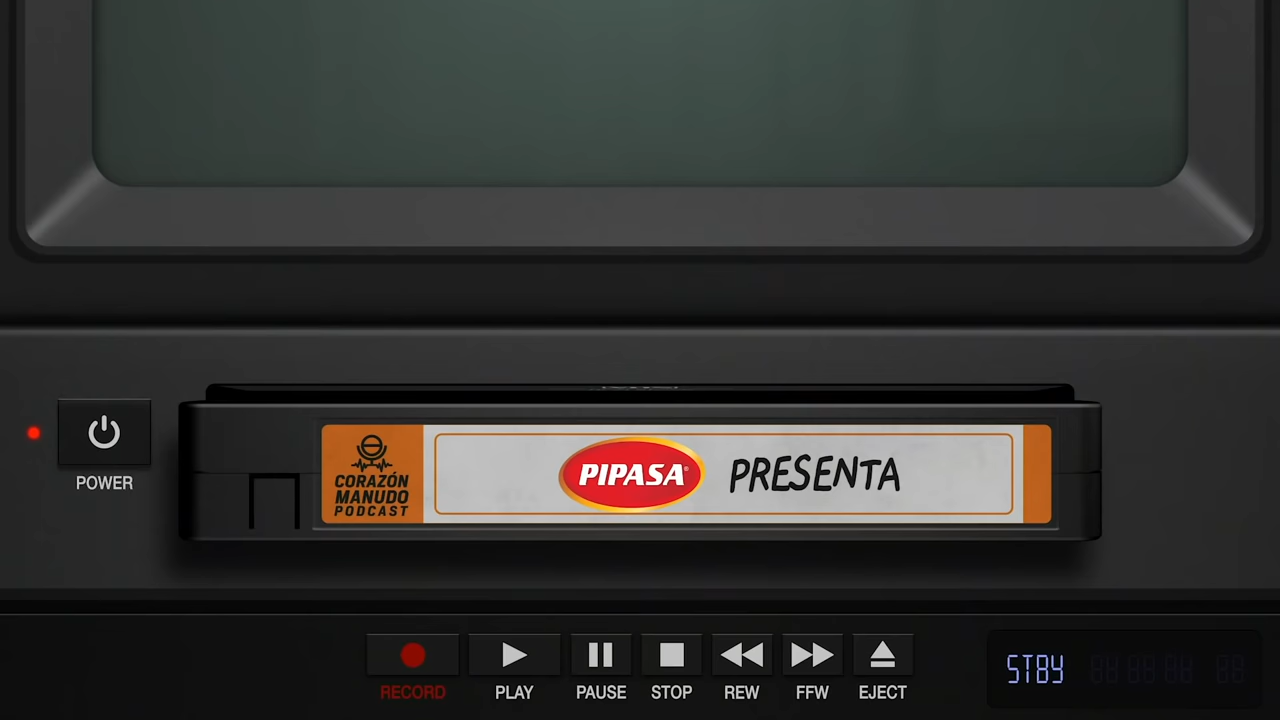 POWER
CORAZÓN
MANUDO
PODCAST
PIPASA®
PRESENTA
RECORD
PLAY
PAUSE
STOP
REW
FFW
EJECT
STBY